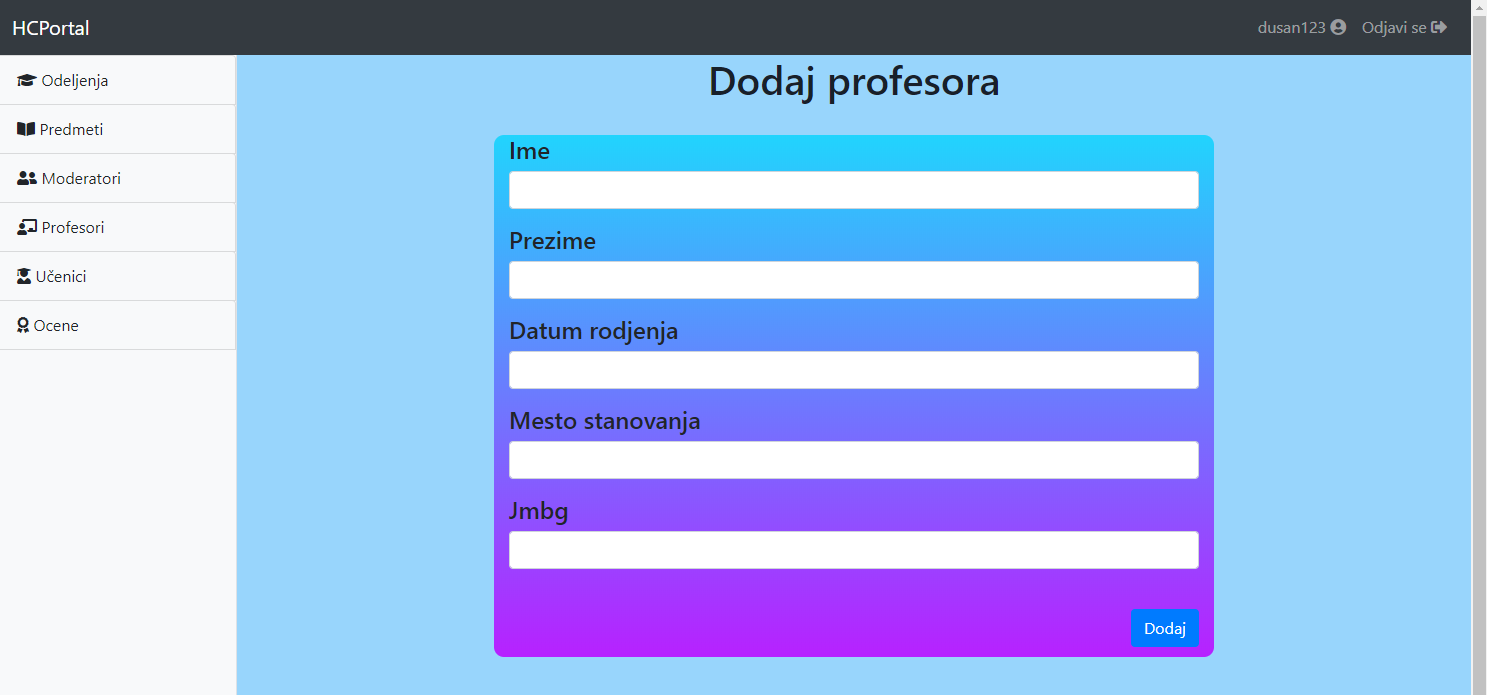 HCPortal
dusan123 Odjavi se
Odeljenja
Predmeti
Moderatori
Profesori
Učenici
Ocene
Dodaj profesora
Ime
Prezime
Datum rodjenja
Mesto stanovanja
Jmbg
Dodaj